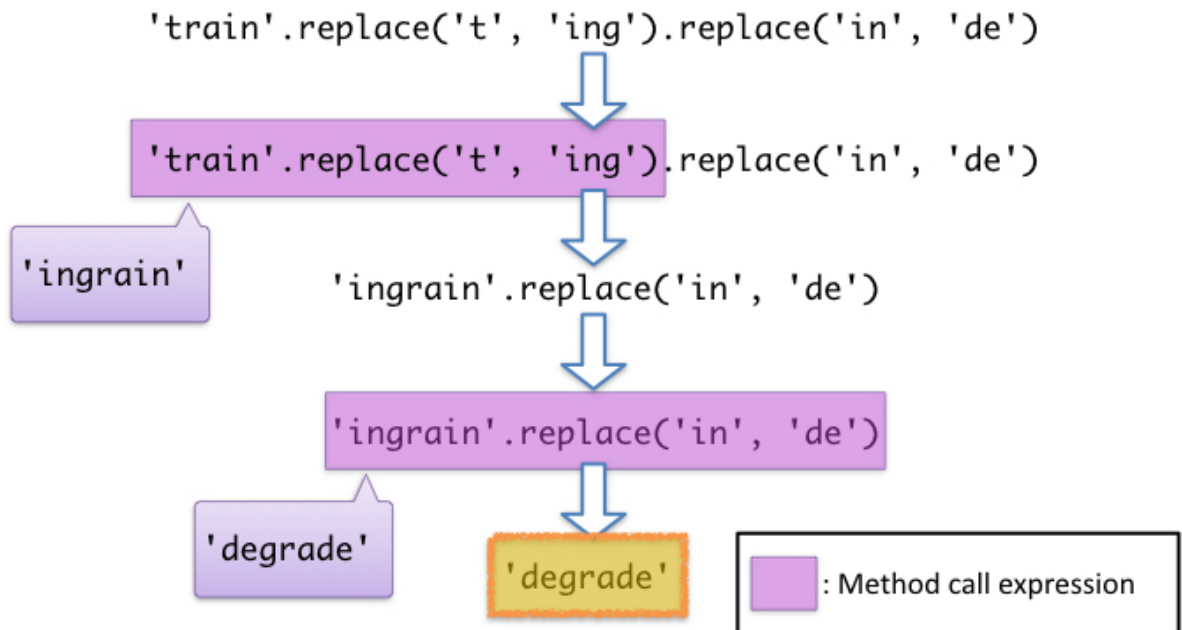 'train'.replace('t', 'ing').replace('in', 'de')
'train'.replace('t', 'ing').replace('in', 'de')
'ingrain'
'ingrain'.replace('in', 'de')
'ingrain'.replace('in', 'de')
'degrade'
'degrade'
: Method call expression